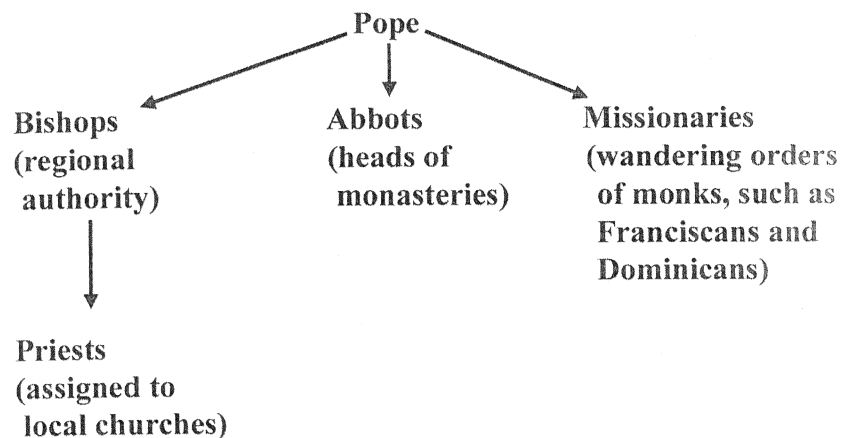 Pope
Bishops
(regional
authority)
Abbots
(heads of
monasteries)
Missionaries
(wandering orders
of monks, such as
Franciscans and
Dominicans)
Priests
(assigned to
local churches)